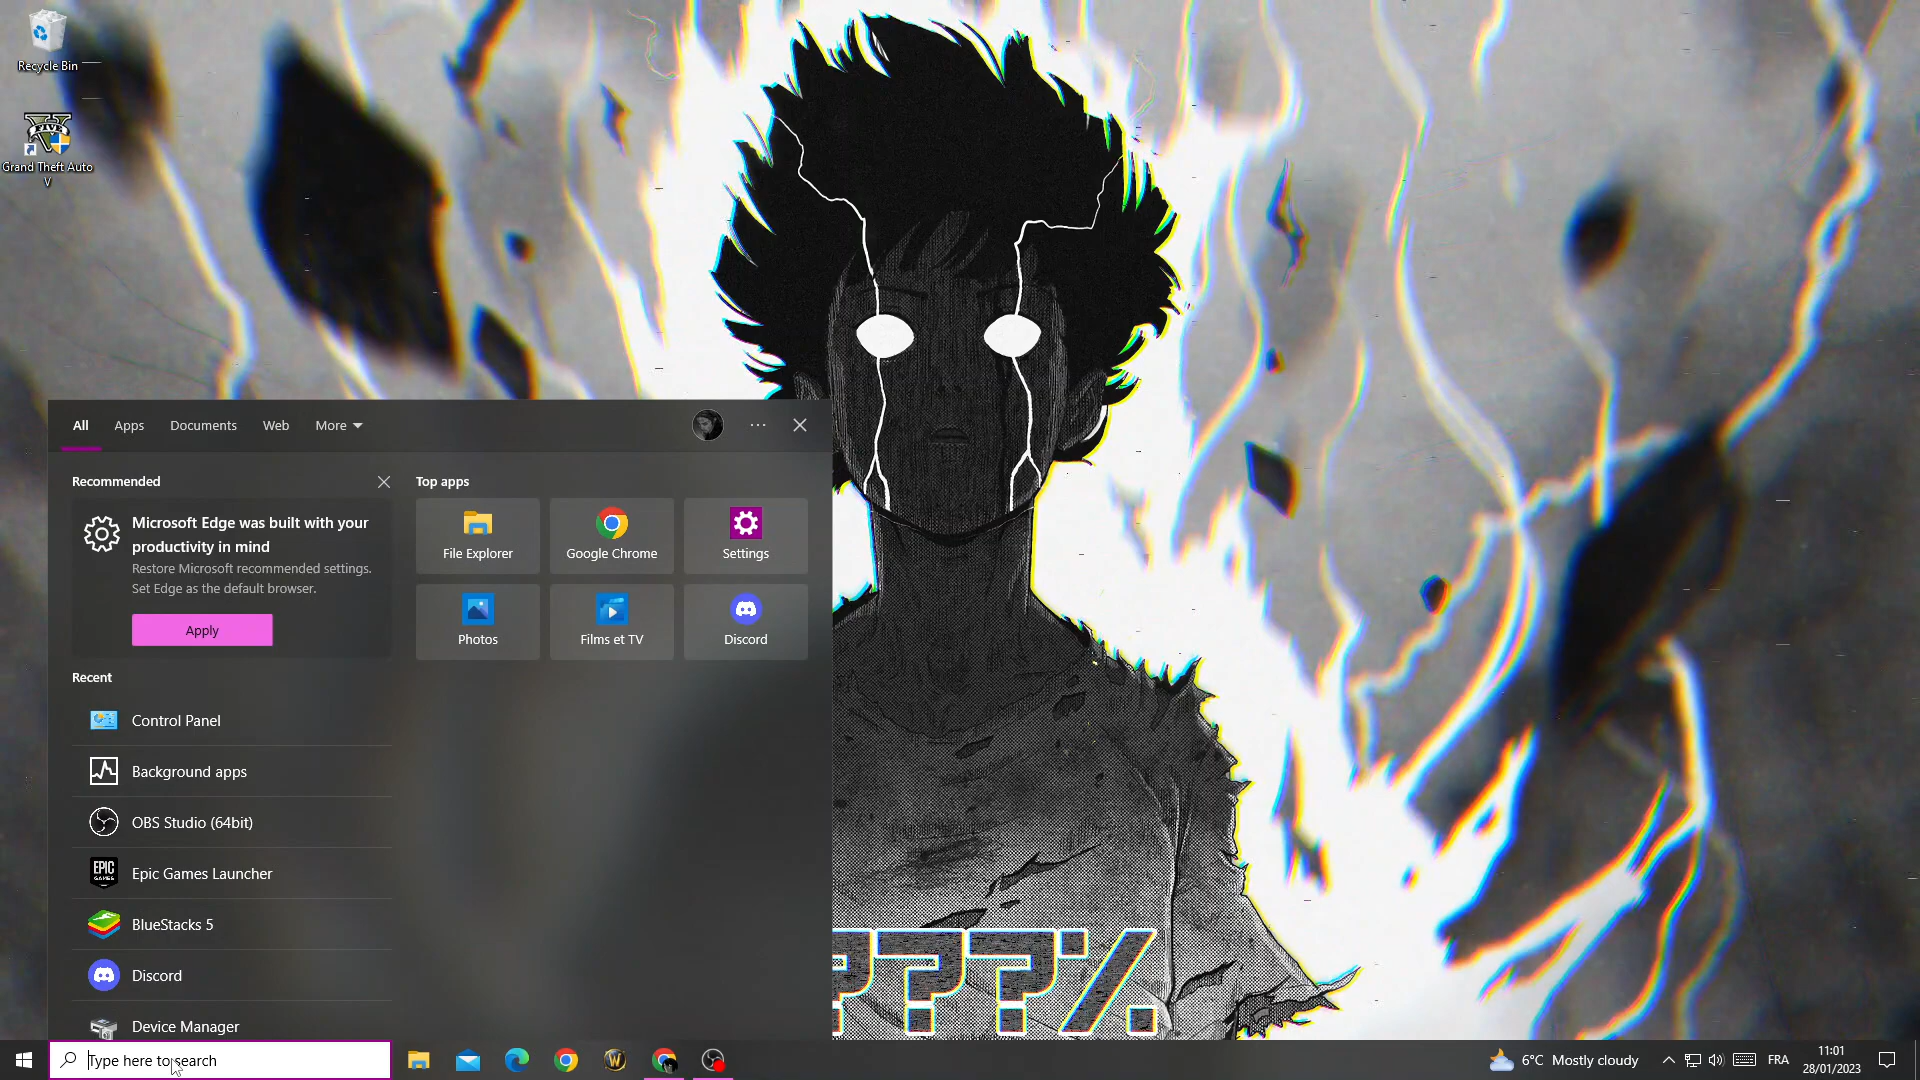 Recycle Bin
Grand Theft Auto
V
All
Apps
Documents
Web
More
Recommended
Microsoft Edge was built with your
productivity in mind
Restore Microsoft recommended settings.
Set Edge as the default browser.
Apply
Top apps
File Explorer
Google Chrome
Settings
Photos
Films et TV
Discord
Recent
Control Panel
Background apps
OBS Studio (64bit)
EPIC
GAMES
Epic Games Launcher
BlueStacks 5
Discord
Device Manager
???%
Type here to search
6°C Mostly cloudy
FRA
11:01
28/01/2023